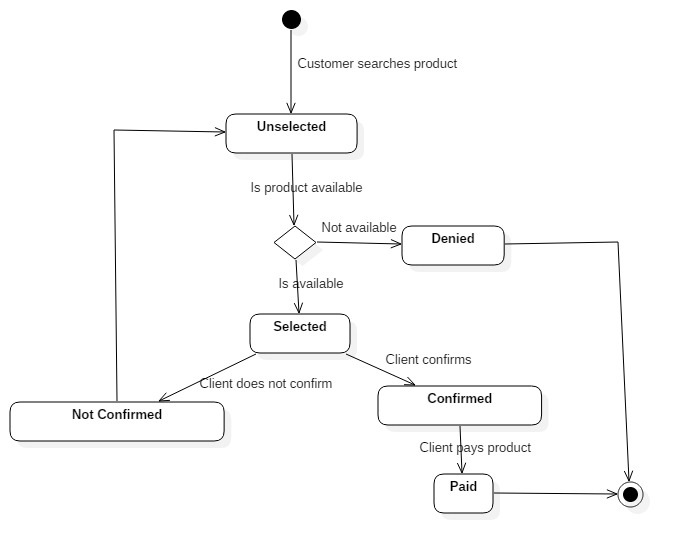 Customer searches product
Unselected
Is product available
Not available
Denied
Is available
Selected
Client confirms
Client does not confirm
Confirmed
Not Confirmed
Client pays product
Paid